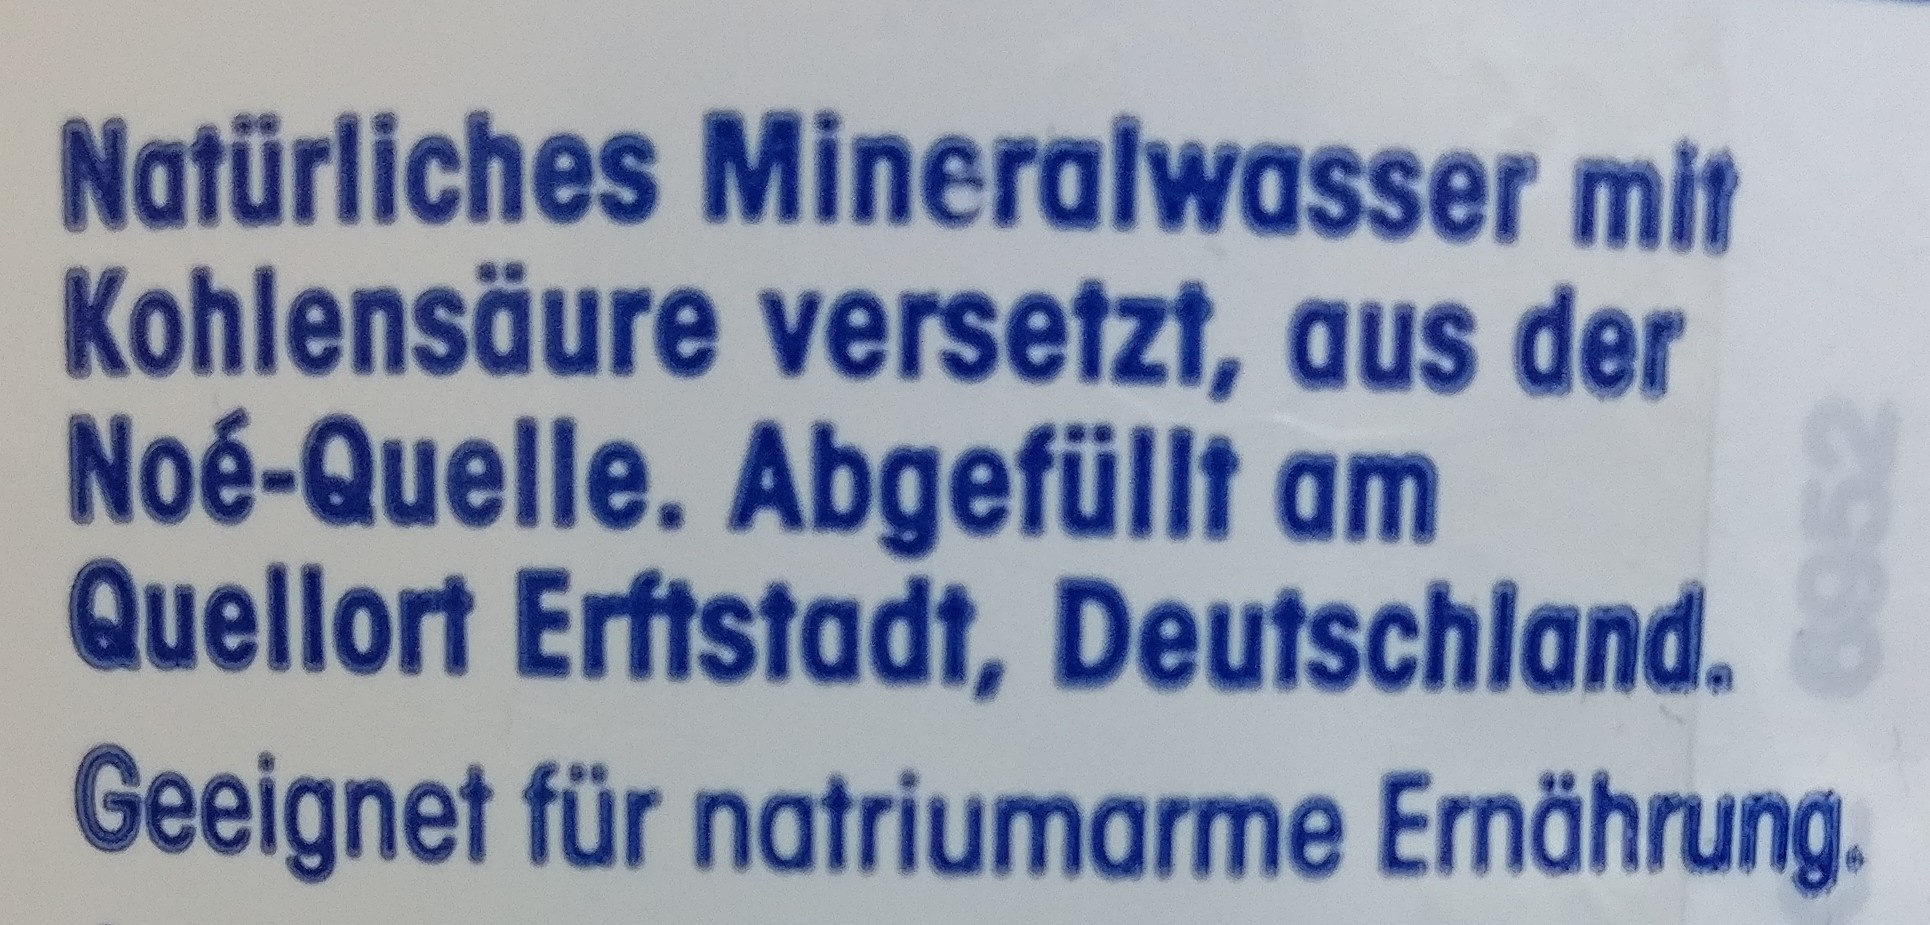 Natürliches Mineralwasser mit
Kohlensäure versetzt, aus der
Noé-Quelle. Abgefüllt am
Quellort Erftstadt, Deutschland.
Geeignet für natriumarme Ernährung.